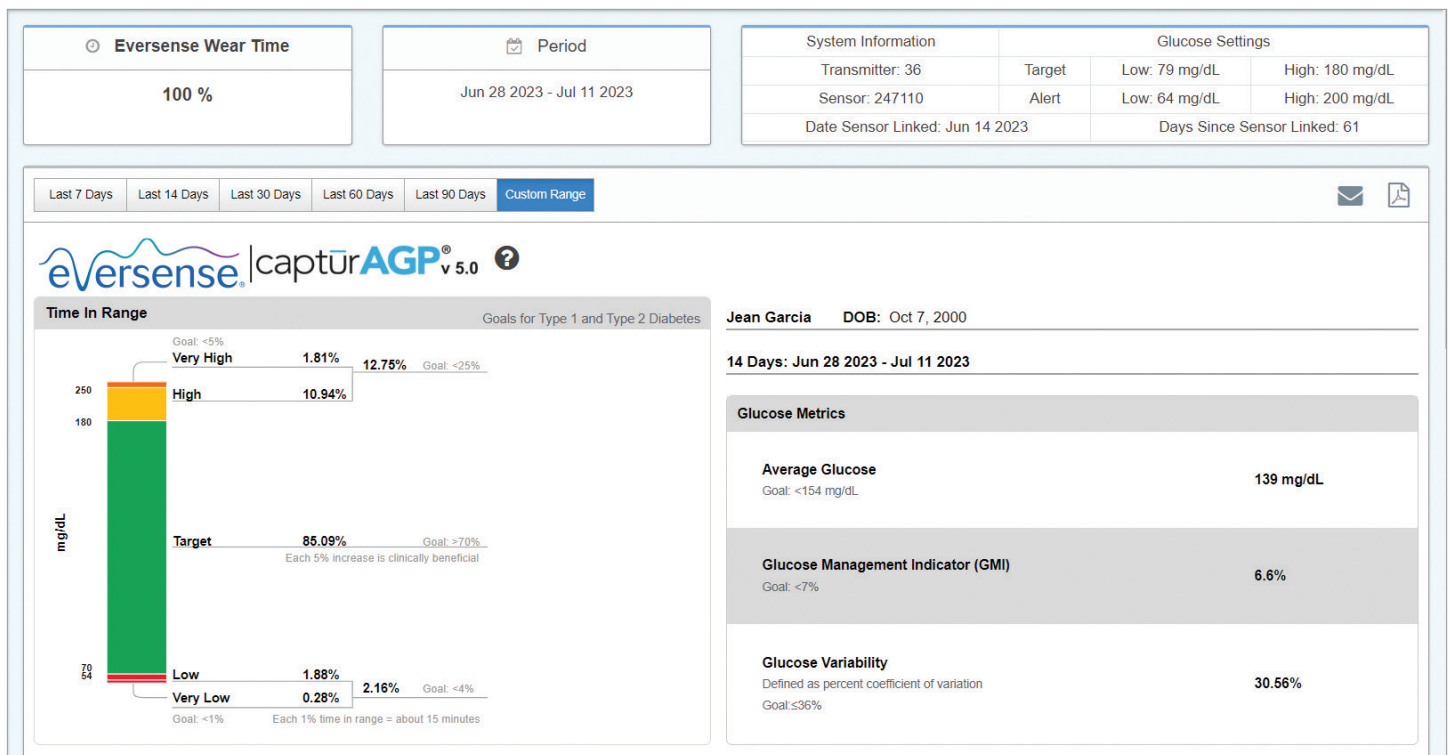 Eversense Wear Time
100 %
Period
Jun 28 2023 - Jul 11 2023
System Information Glucose Settings
Transmitter: 36 Target Low: 79 mg/dL High: 180 mg/dL
Sensor: 247110 Alert Low: 64 mg/dL High: 200 mg/dL
Date Sensor Linked: Jun 14 2023 Days Since Sensor Linked: 61
Last 7 Days Last 14 Days Last 30 Days Last 60 Days Last 90 Days Custom Range
eversense® captūrAGP® v 5.0 ?
Time In Range Goals for Type 1 and Type 2 Diabetes
Goal: <5%
Very High 1.81%
12.75% Goal: <25%
250
High 10.94%
180
mg/dL
Target 85.09% Goal: >70%
Each 5% increase is clinically beneficial
70
54
Low 1.88%
2.16% Goal: <4%
Very Low 0.28%
Goal: <1% Each 1% time in range = about 15 minutes
Jean Garcia DOB: Oct 7, 2000
14 Days: Jun 28 2023 - Jul 11 2023
Glucose Metrics
Average Glucose 139 mg/dL
Goal: <154 mg/dL
Glucose Management Indicator (GMI) 6.6%
Goal: <7%
Glucose Variability
Defined as percent coefficient of variation 30.56%
Goal:≤36%